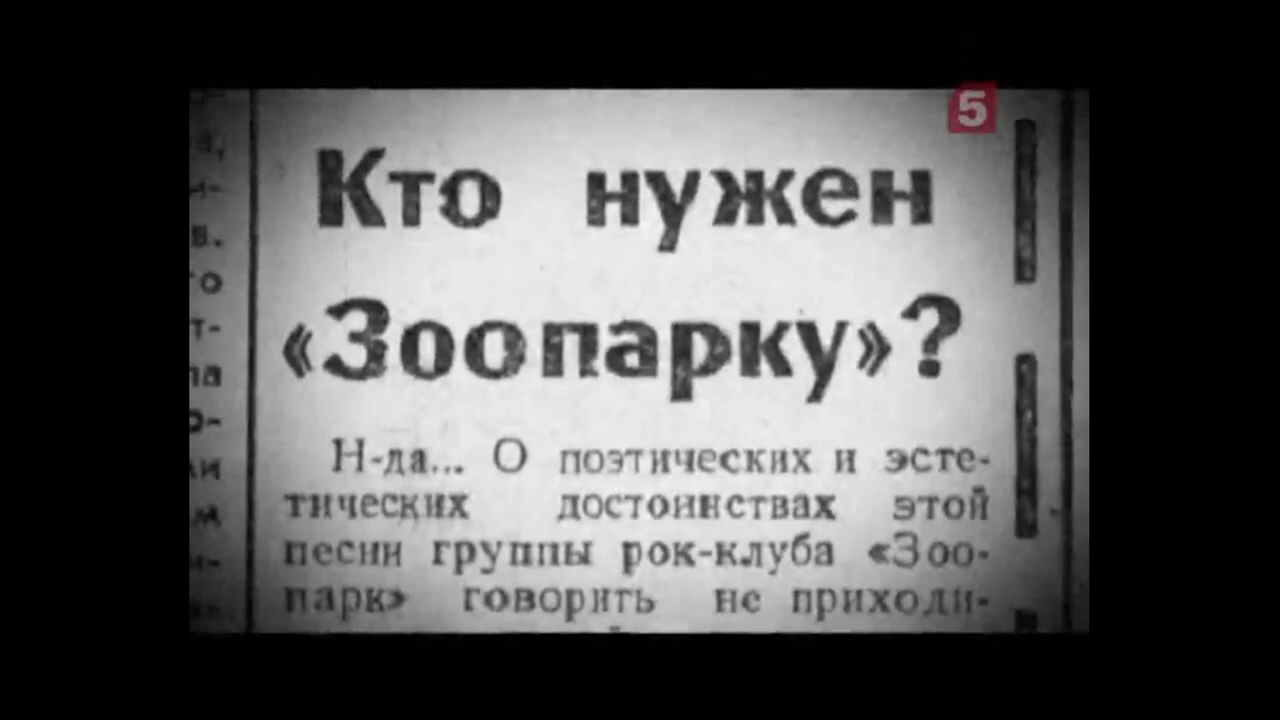 5
Кто нужен
«Зоопарку»?
Н-да... О поэтических и эсте-
тических достоинствах этой
песни группы рок-клуба «Зоо-
парк» говорить не приходи-